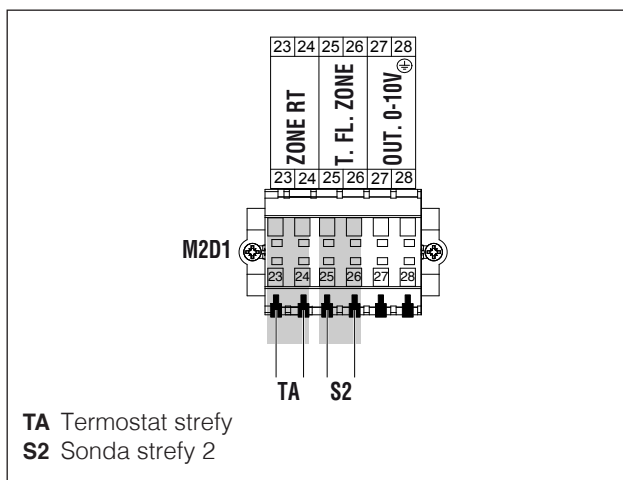 23 24 25 26 27 28
ZONE RT
T. FL. ZONE
OUT. 0-10V
23 24 25 26 27 28
M2D1
23 24 25 26 27 28
TA S2
TA Termostat strefy
S2 Sonda strefy 2